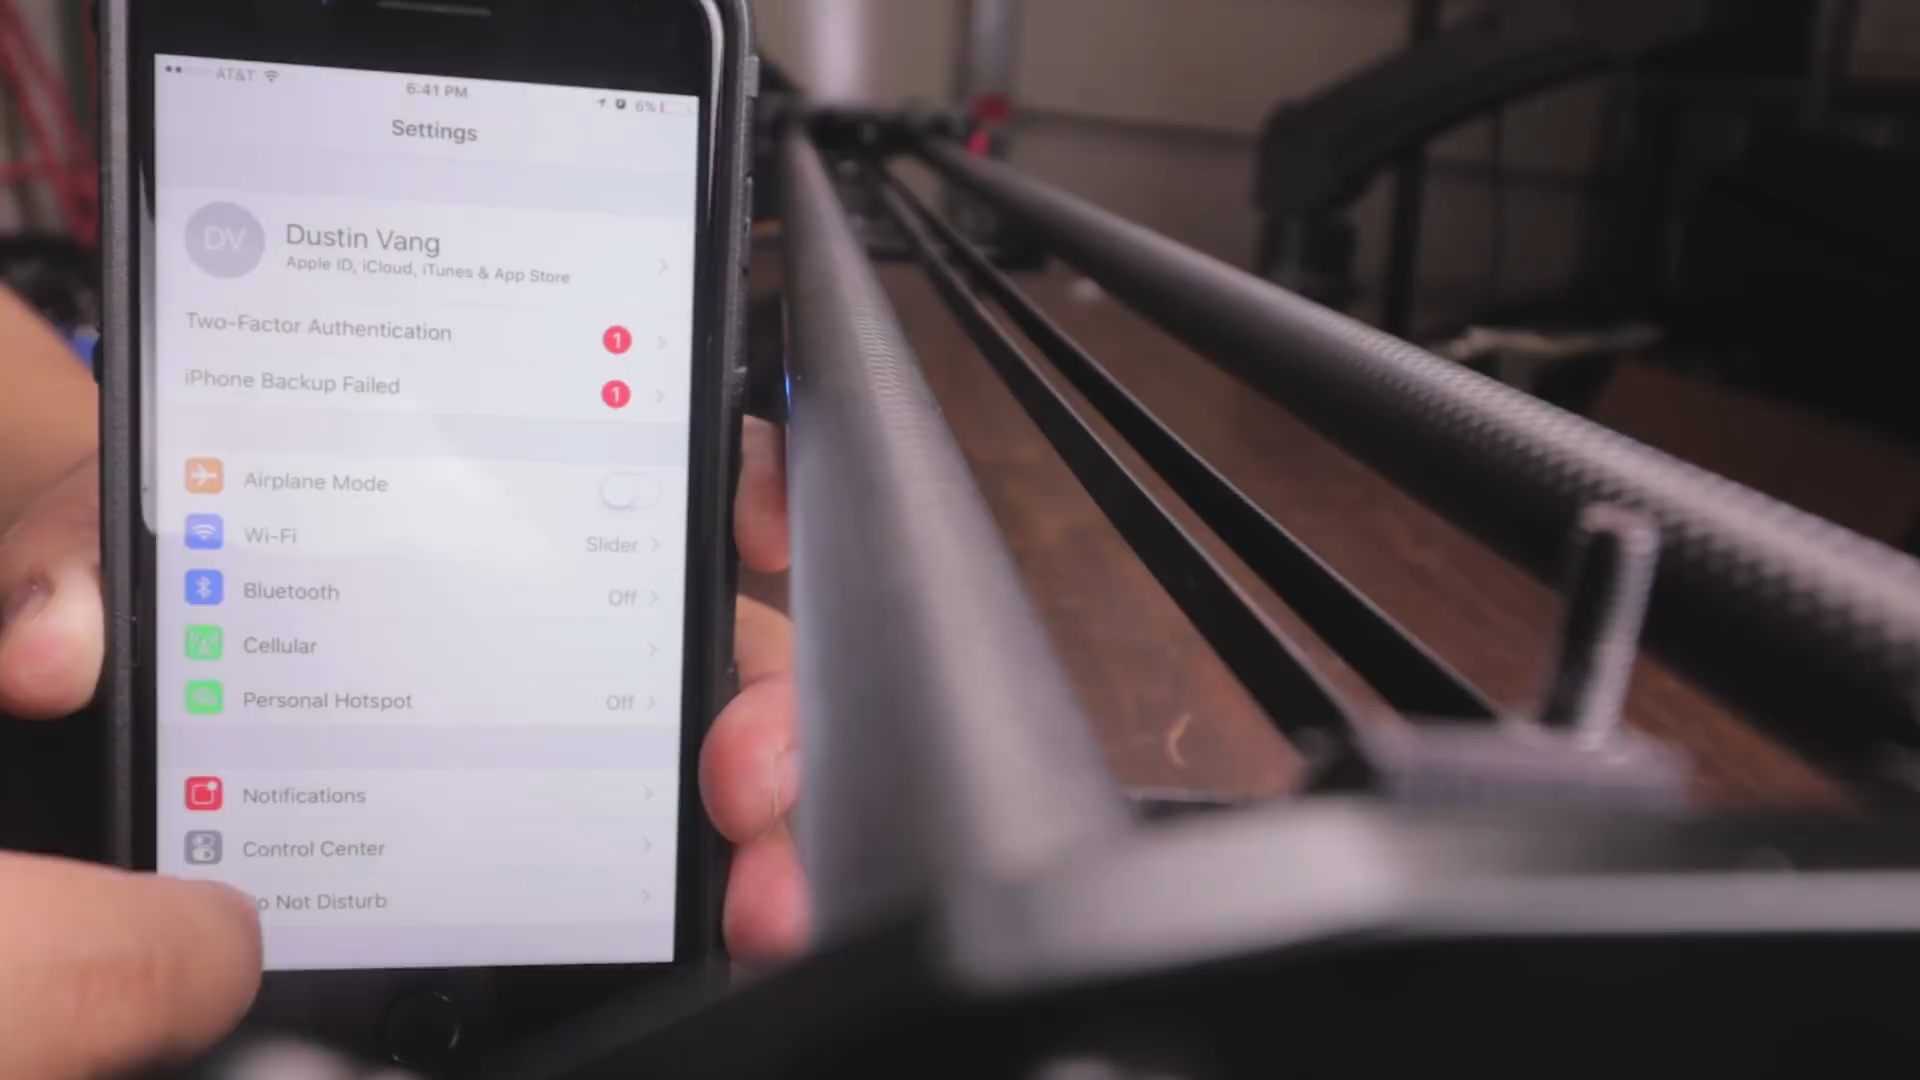 AT&T
6:41 PM
6%
Settings
DV
Dustin Vang
Apple ID, iCloud, iTunes & App Store
Two-Factor Authentication 1
iPhone Backup Failed 1
Airplane Mode
Wi-Fi Slider
Bluetooth Off
Cellular
Personal Hotspot Off
Notifications
Control Center
o Not Disturb